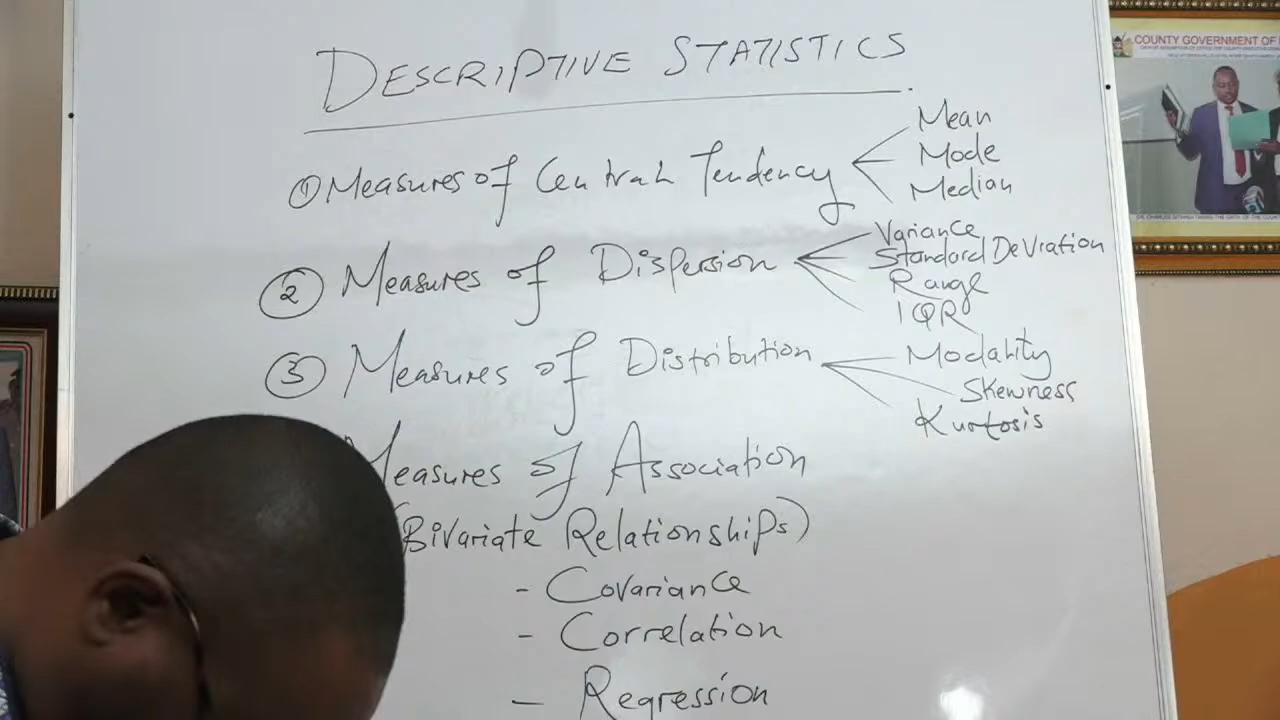 DESCRIPTIVE STATISTICS
① Measures of Central Tendency
Mean
Mode
Median
② Measures of Dispersion
Variance
Standard Deviation
Range
IQR
③ Measures of Distribution
Modality
Skewness
Kurtosis
Measures of Association
(Bivariate Relationships)
- Covariance
- Correlation
- Regression
COUNTY GOVERNMENT OF